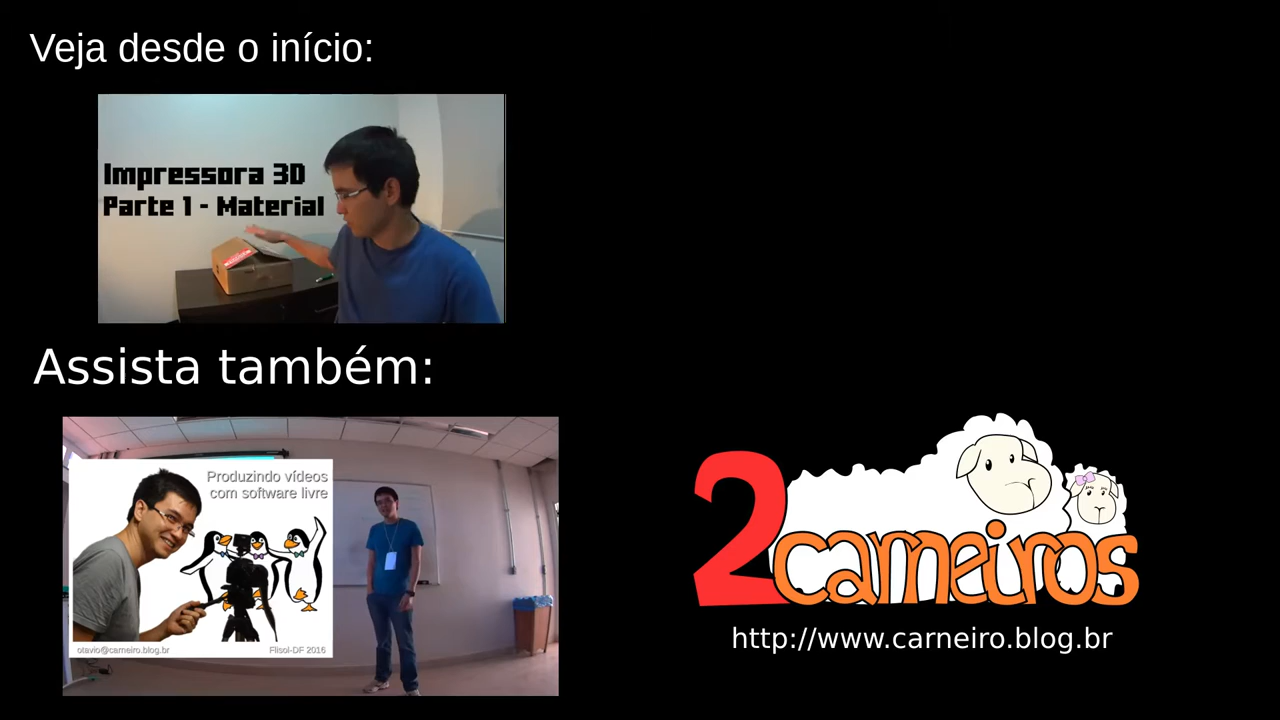 Veja desde o início:
Impressora 3D
Parte 1 - Material
Assista também:
Produzindo vídeos
com software livre
otavio@carneiro.blog.br
Flisol-DF 2016
2carneiros
http://www.carneiro.blog.br